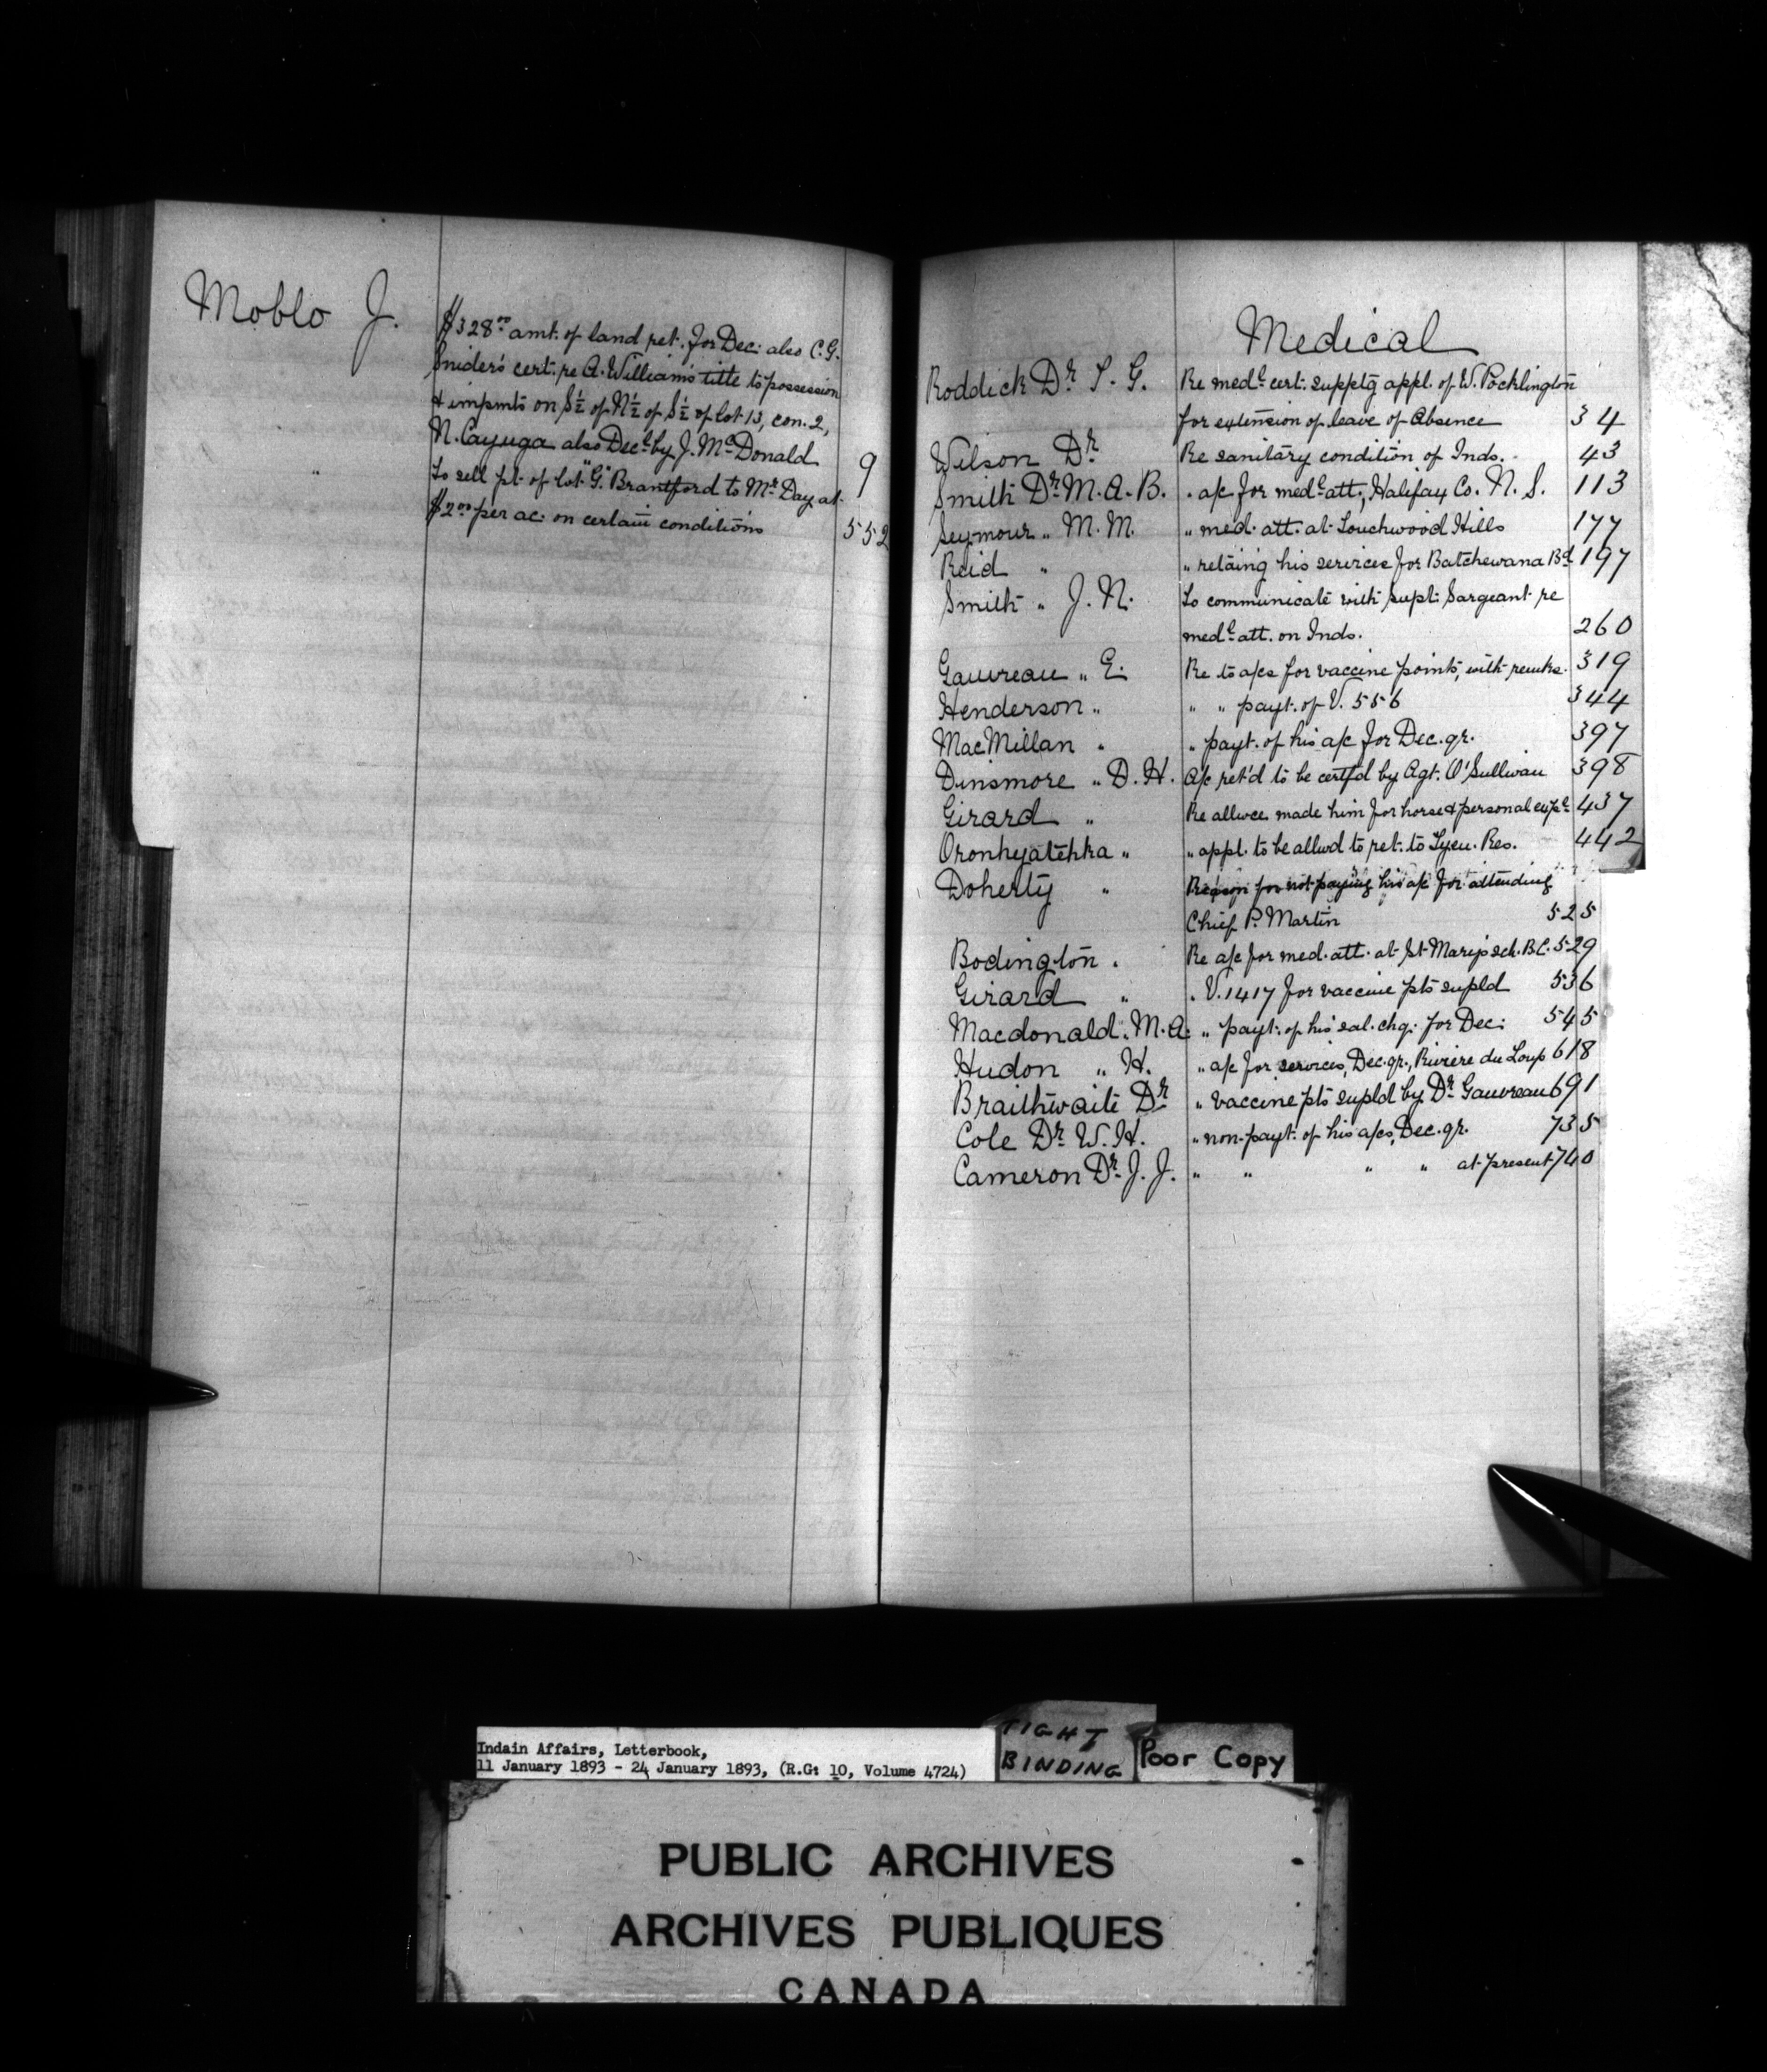 Moblo J.
$328.00 amt. of land ret. for Dec: also C.G.
Snider's cert. re A. William's title to possession
& impmts on S½ of N½ of S½ of lot 13, con. 2,
N. Cayuga also Decl. by J. McDonald 9
To sell pt. of lot "G". Brantford to Mr. Day at
$2.00 per ac: on certain conditions 552
Medical
Roddick Dr. T. G. Re medl. cert. supptg appl. of W. Pocklington
for extension of leave of Absence 34
Wilson Dr. Re sanitary condition of Inds. 43
Smith Dr. M. A. B. " a/c for medl. att., Halifax Co. N. S. 113
Seymour " M. M. " med. att. at Touchwood Hills 177
Reid " " retaing his services for Batchewana Bd. 197
Smith " J. N. To communicate with Supt. Sargeant re
medl. att. on Inds. 260
Gauvreau " E. Re to a/cs for vaccine points, with remks. 319
Henderson " " " payt. of V. 556 344
MacMillan " " payt. of his a/c for Dec. qr. 397
Dinsmore " D. H. A/c ret'd to be certfd by Agt. O'Sullivan 398
Girard " Re allwce made him for horse & personal exps. 437
Oronhyatehka " " appl. to be allwd to ret. to Tyen. Res. 442
Doherty " Reason for not paying his a/c for attending
Chief P. Martin 525
Bodington " Re a/c for med. att. at St. Mary's sch. B.C. 529
Girard " " V. 1417 for vaccine pts supld 536
Macdonald " M. A. " payt. of his sal. chq. for Dec: 545
Hudon " H. " a/c for services, Dec. qr., Riviere du Loup 618
Braithwaite Dr. " vaccine pts supld by Dr. Gauvreau 691
Cole Dr. W. H. " non-payt. of his a/cs, Dec. qr. 735
Cameron Dr. J. J. " " " " at present 740
Indain Affairs, Letterbook,
11 January 1893 - 24 January 1893, (R.G: 10, Volume 4724)
TIGHT
BINDING
Poor Copy
PUBLIC ARCHIVES
ARCHIVES PUBLIQUES
CANADA